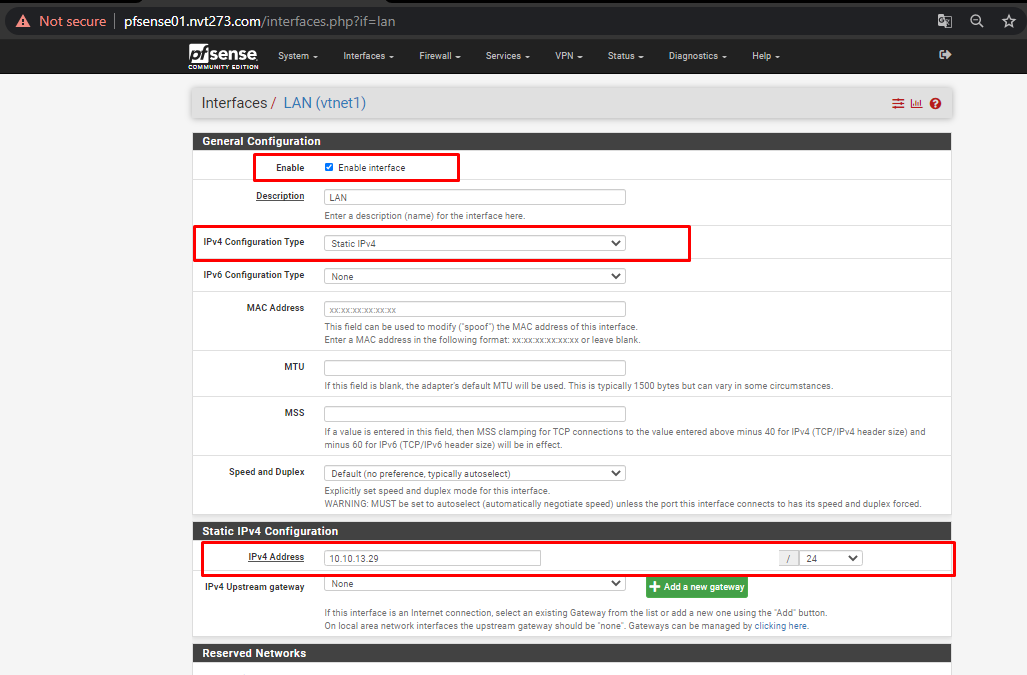 Not secure pfsense01.nvt273.com/interfaces.php?if=lan
pfsense System Interfaces Firewall Services VPN Status Diagnostics Help
COMMUNITY EDITION
Interfaces / LAN (vtnet1)
General Configuration
Enable Enable interface
Description LAN
Enter a description (name) for the interface here.
IPv4 Configuration Type Static IPv4
IPv6 Configuration Type None
MAC Address xx:xx:xx:xx:xx:xx
This field can be used to modify ("spoof") the MAC address of this interface.
Enter a MAC address in the following format: xx:xx:xx:xx:xx:xx or leave blank.
MTU
If this field is blank, the adapter's default MTU will be used. This is typically 1500 bytes but can vary in some circumstances.
MSS
If a value is entered in this field, then MSS clamping for TCP connections to the value entered above minus 40 for IPv4 (TCP/IPv4 header size) and
minus 60 for IPv6 (TCP/IPv6 header size) will be in effect.
Speed and Duplex Default (no preference, typically autoselect)
Explicitly set speed and duplex mode for this interface.
WARNING: MUST be set to autoselect (automatically negotiate speed) unless the port this interface connects to has its speed and duplex forced.
Static IPv4 Configuration
IPv4 Address 10.10.13.29 / 24
IPv4 Upstream gateway None Add a new gateway
If this interface is an Internet connection, select an existing Gateway from the list or add a new one using the "Add" button.
On local area network interfaces the upstream gateway should be "none". Gateways can be managed by clicking here.
Reserved Networks